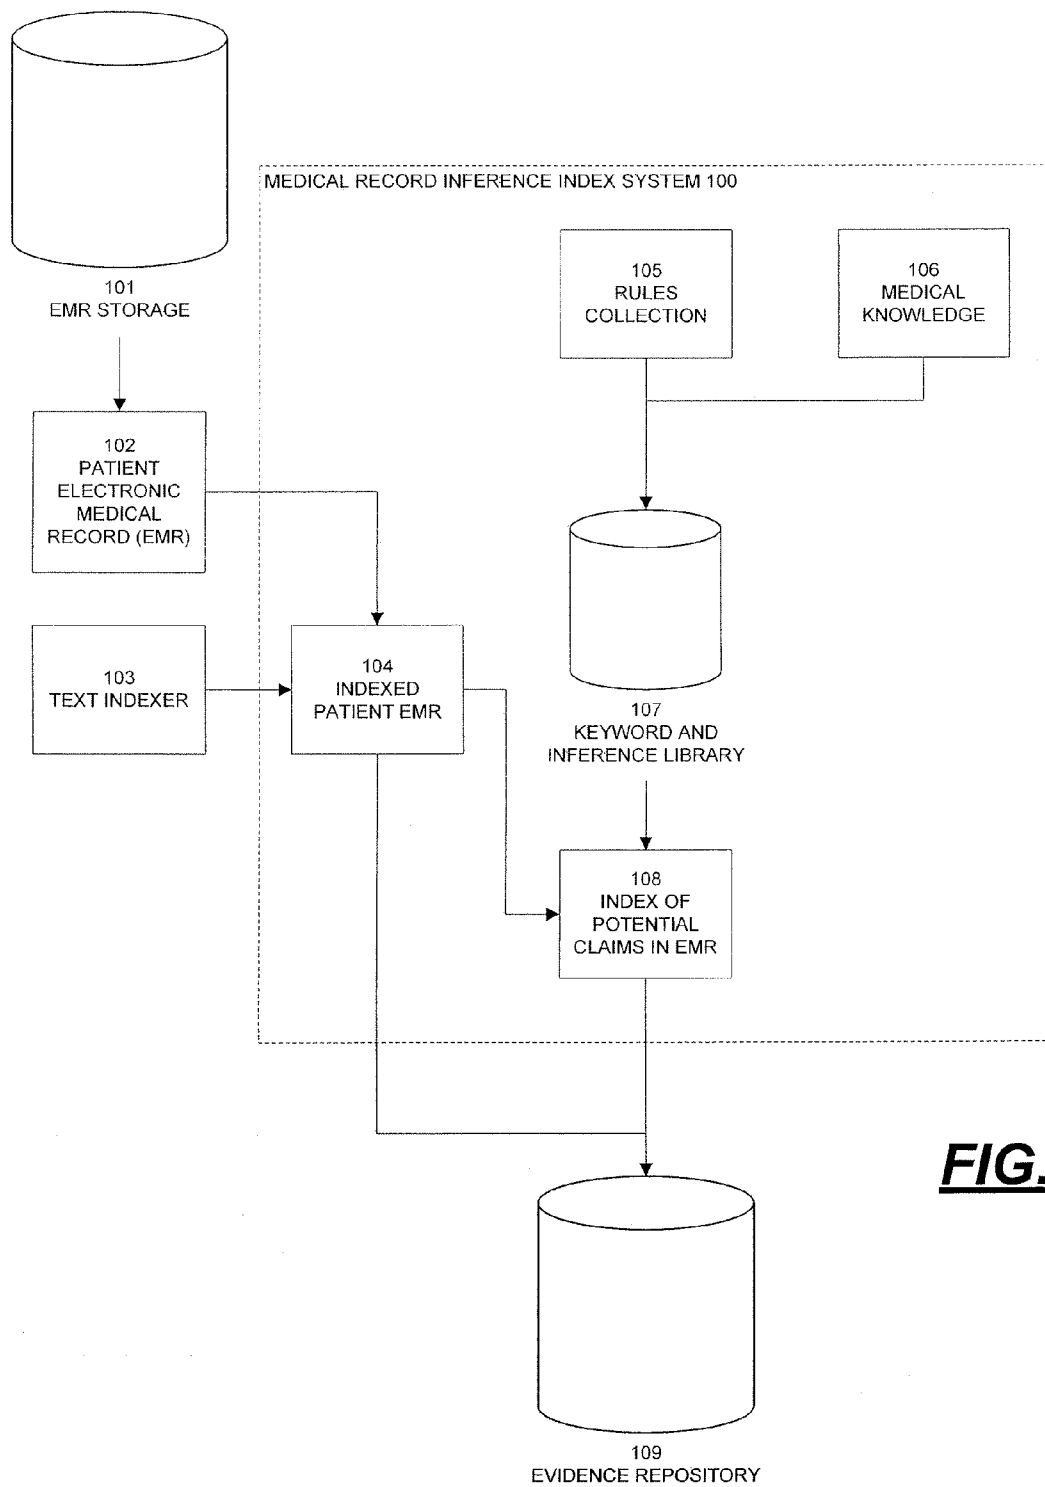 MEDICAL RECORD INFERENCE INDEX SYSTEM 100
101
EMR STORAGE
105
RULES
COLLECTION
106
MEDICAL
KNOWLEDGE
102
PATIENT
ELECTRONIC
MEDICAL
RECORD (EMR)
103
TEXT INDEXER
104
INDEXED
PATIENT EMR
107
KEYWORD AND
INFERENCE LIBRARY
108
INDEX OF
POTENTIAL
CLAIMS IN EMR
FIG.
109
EVIDENCE REPOSITORY